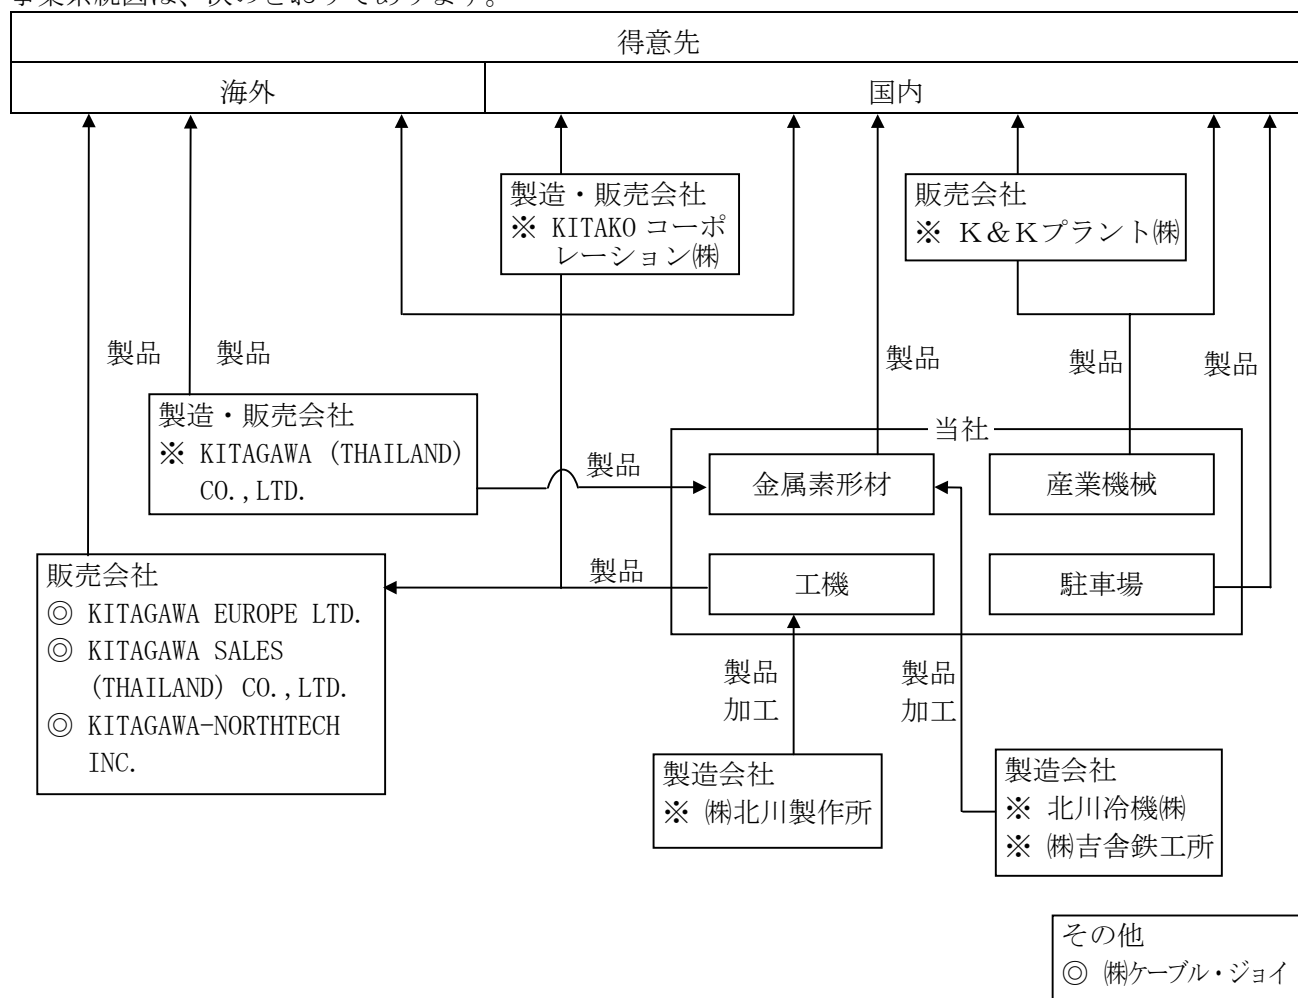 事業系統図は、次のとおりであります。
得意先
海外
国内
製造・販売会社
※ KITAKO コーポ
レーション㈱
販売会社
※ K&Kプラント㈱
製品
製品
製品
製品
製品
製造・販売会社
※ KITAGAWA (THAILAND)
CO.,LTD.
当社
製品
金属素形材
産業機械
販売会社
◎ KITAGAWA EUROPE LTD.
◎ KITAGAWA SALES
(THAILAND) CO.,LTD.
◎ KITAGAWA-NORTHTECH
INC.
製品
工機
駐車場
製品
加工
製品
加工
製造会社
※ ㈱北川製作所
製造会社
※ 北川冷機㈱
※ ㈱吉舎鉄工所
その他
◎ ㈱ケーブル・ジョイ